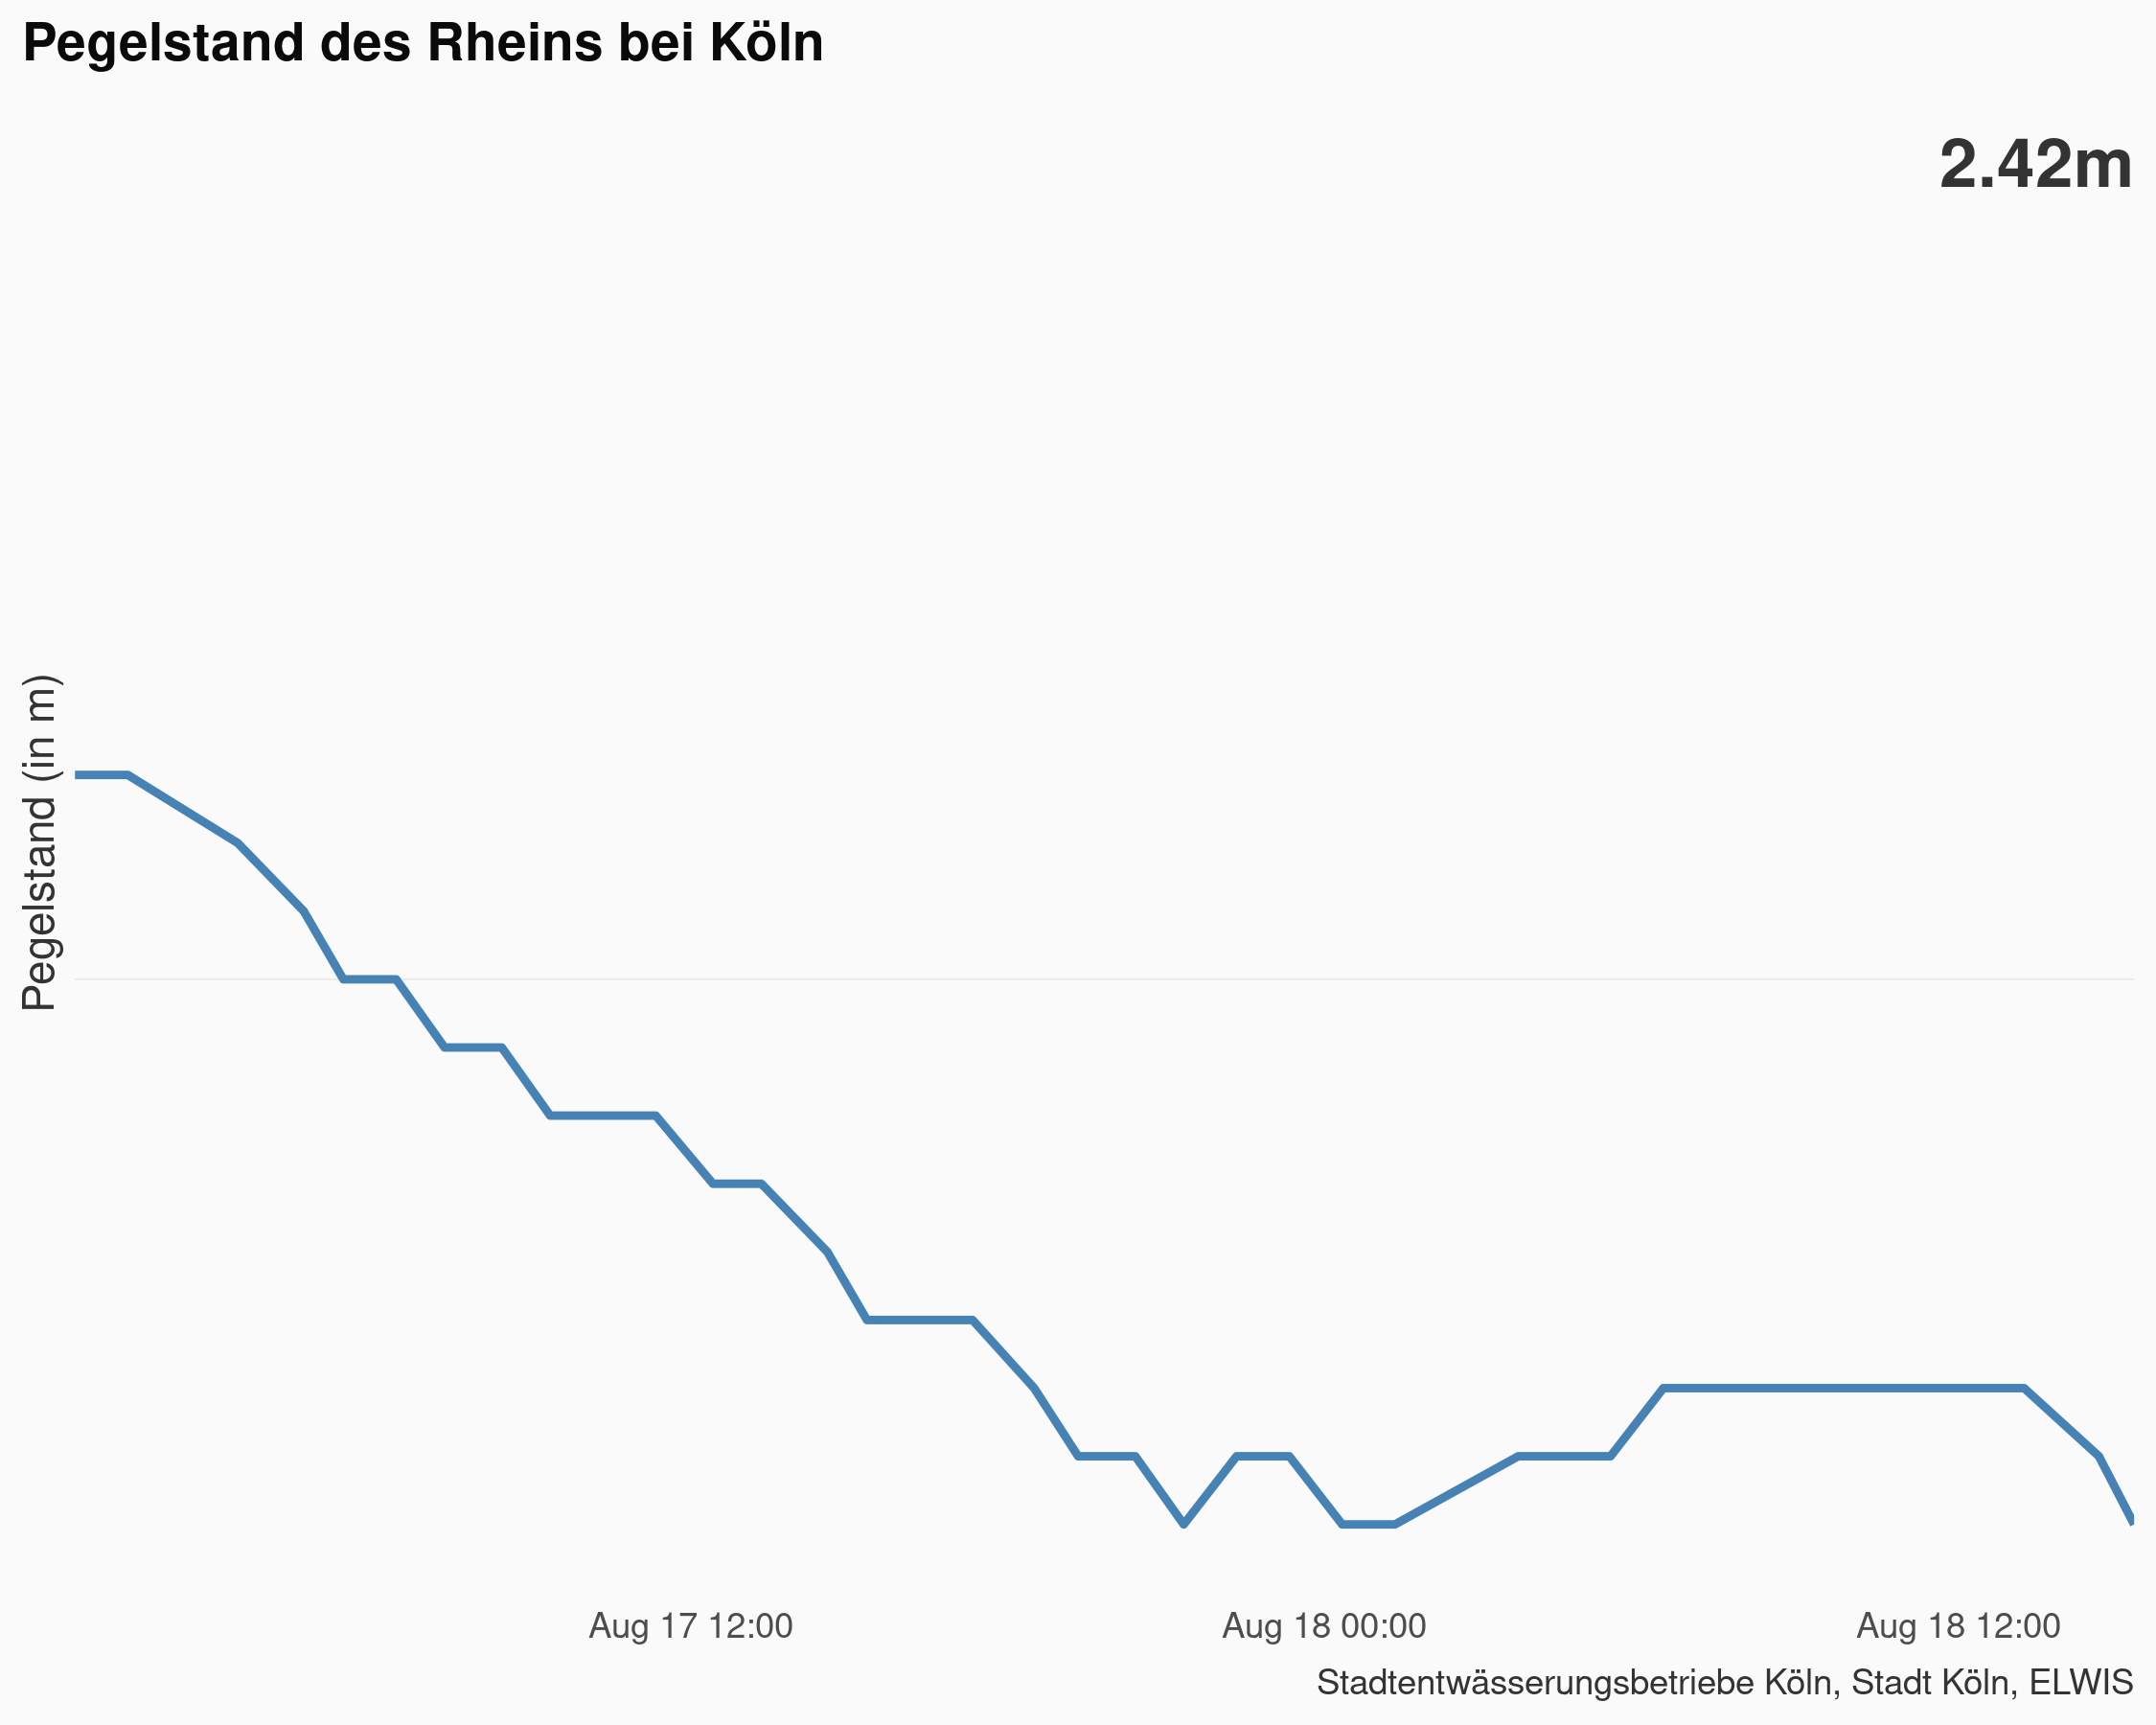 Pegelstand des Rheins bei Köln
2.42m
Pegelstand (in m)
Aug 17 12:00
Aug 18 00:00
Aug 18 12:00
Stadtentwässerungsbetriebe Köln, Stadt Köln, ELWIS